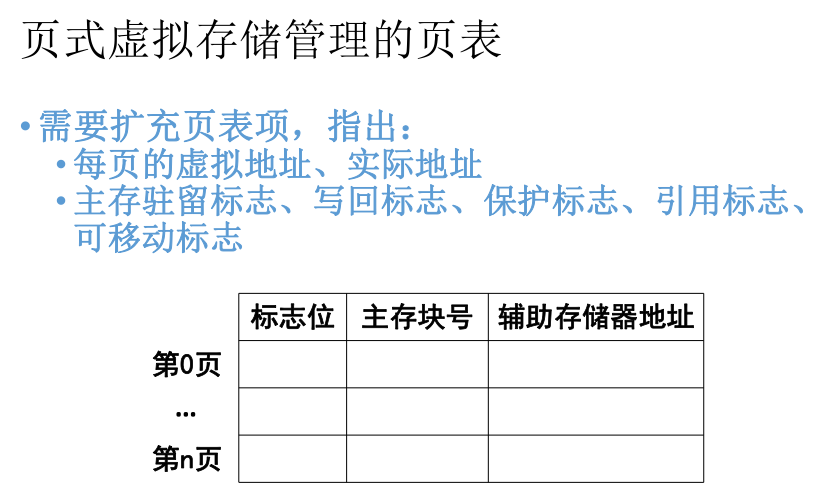 页式虚拟存储管理的页表
•需要扩充页表项，指出：
•每页的虚拟地址、实际地址
•主存驻留标志、写回标志、保护标志、引用标志、
可移动标志
标志位 主存块号 辅助存储器地址
第0页
…
第n页